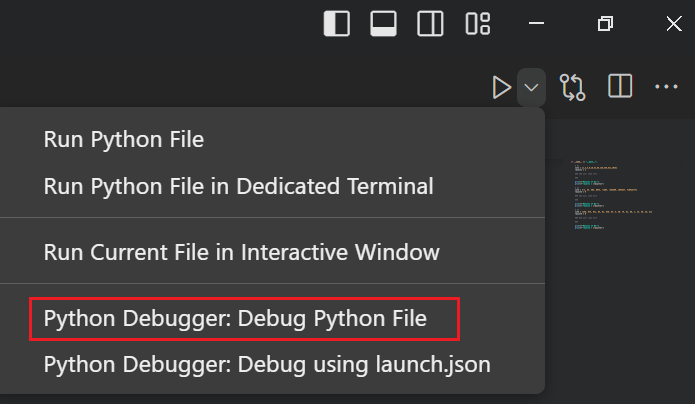 Run Python File
Run Python File in Dedicated Terminal
Run Current File in Interactive Window
Python Debugger: Debug Python File
Python Debugger: Debug using launch.json